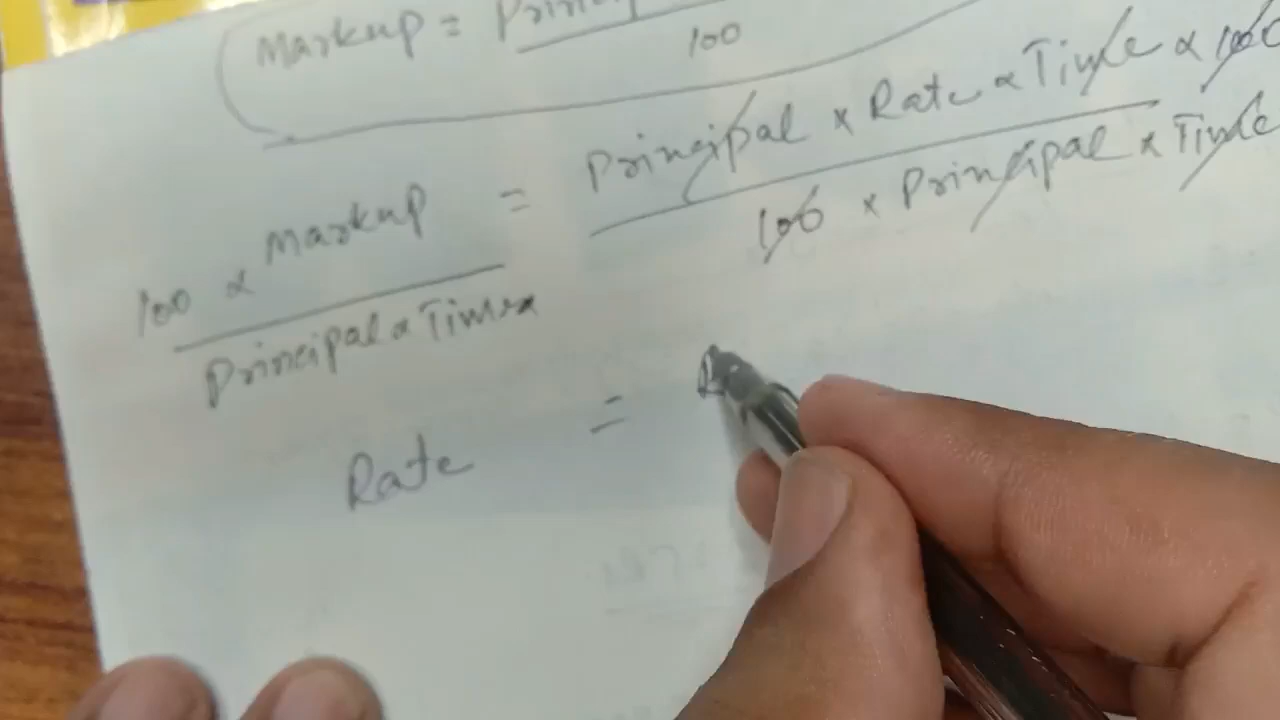 Markup =
100
100 × Markup / Principal × Time × = Principal × Rate × Time × 100 / 100 × Principal × Time
Rate =